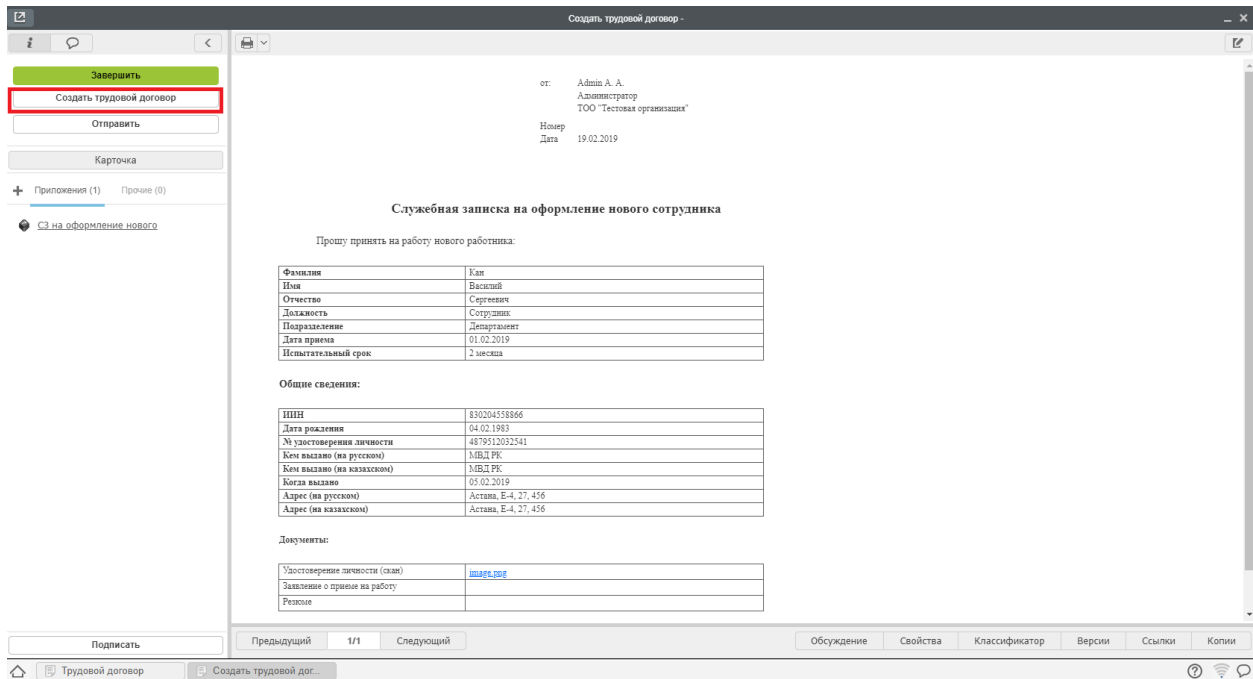 Создать трудовой договор -
i
Завершить
Создать трудовой договор
Отправить
Карточка
Приложения (1) Прочие (0)
СЗ на оформление нового
от: Admin А. А.
Администратор
ТОО "Тестовая организация"
Номер
Дата 19.02.2019
Служебная записка на оформление нового сотрудника
Прошу принять на работу нового работника:
Фамилия Кан
Имя Василий
Отчество Сергеевич
Должность Сотрудник
Подразделение Департамент
Дата приема 01.02.2019
Испытательный срок 2 месяца
Общие сведения:
ИИН 830204558866
Дата рождения 04.02.1983
№ удостоверения личности 4879512032541
Кем выдано (на русском) МВД РК
Кем выдано (на казахском) МВД РК
Когда выдано 05.02.2019
Адрес (на русском) Астана, Е-4, 27, 456
Адрес (на казахском) Астана, Е-4, 27, 456
Документы:
Удостоверение личности (скан) image.png
Заявление о приеме на работу
Резюме
Подписать
Предыдущий 1/1 Следующий Обсуждение Свойства Классификатор Версии Ссылки Копии
Трудовой договор Создать трудовой дог...